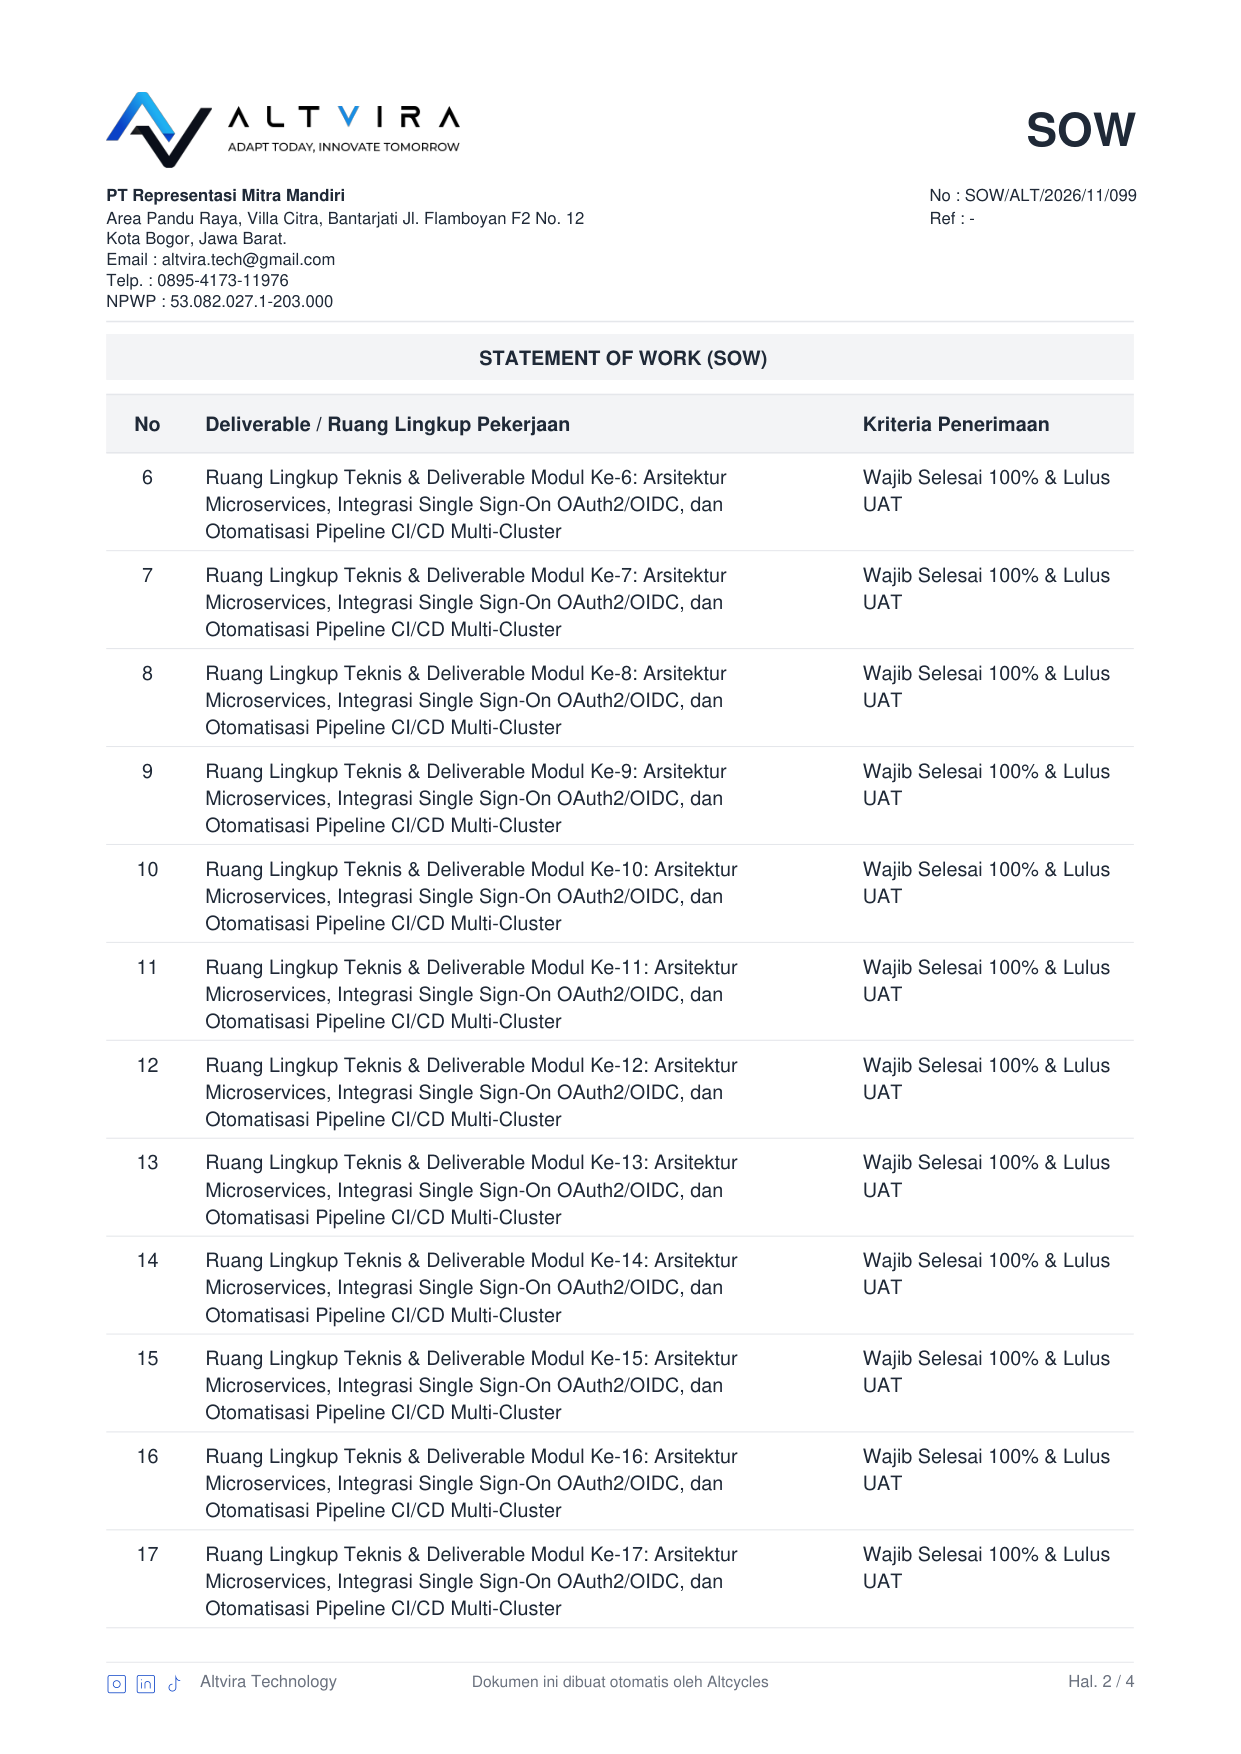 ALTVIRA
ADAPT TODAY, INNOVATE TOMORROW
SOW
PT Representasi Mitra Mandiri
Area Pandu Raya, Villa Citra, Bantarjati Jl. Flamboyan F2 No. 12
Kota Bogor, Jawa Barat.
Email : altvira.tech@gmail.com
Telp. : 0895-4173-11976
NPWP : 53.082.027.1-203.000
No : SOW/ALT/2026/11/099
Ref : -
STATEMENT OF WORK (SOW)
No Deliverable / Ruang Lingkup Pekerjaan Kriteria Penerimaan
6 Ruang Lingkup Teknis & Deliverable Modul Ke-6: Arsitektur Wajib Selesai 100% & Lulus
Microservices, Integrasi Single Sign-On OAuth2/OIDC, dan UAT
Otomatisasi Pipeline CI/CD Multi-Cluster
7 Ruang Lingkup Teknis & Deliverable Modul Ke-7: Arsitektur Wajib Selesai 100% & Lulus
Microservices, Integrasi Single Sign-On OAuth2/OIDC, dan UAT
Otomatisasi Pipeline CI/CD Multi-Cluster
8 Ruang Lingkup Teknis & Deliverable Modul Ke-8: Arsitektur Wajib Selesai 100% & Lulus
Microservices, Integrasi Single Sign-On OAuth2/OIDC, dan UAT
Otomatisasi Pipeline CI/CD Multi-Cluster
9 Ruang Lingkup Teknis & Deliverable Modul Ke-9: Arsitektur Wajib Selesai 100% & Lulus
Microservices, Integrasi Single Sign-On OAuth2/OIDC, dan UAT
Otomatisasi Pipeline CI/CD Multi-Cluster
10 Ruang Lingkup Teknis & Deliverable Modul Ke-10: Arsitektur Wajib Selesai 100% & Lulus
Microservices, Integrasi Single Sign-On OAuth2/OIDC, dan UAT
Otomatisasi Pipeline CI/CD Multi-Cluster
11 Ruang Lingkup Teknis & Deliverable Modul Ke-11: Arsitektur Wajib Selesai 100% & Lulus
Microservices, Integrasi Single Sign-On OAuth2/OIDC, dan UAT
Otomatisasi Pipeline CI/CD Multi-Cluster
12 Ruang Lingkup Teknis & Deliverable Modul Ke-12: Arsitektur Wajib Selesai 100% & Lulus
Microservices, Integrasi Single Sign-On OAuth2/OIDC, dan UAT
Otomatisasi Pipeline CI/CD Multi-Cluster
13 Ruang Lingkup Teknis & Deliverable Modul Ke-13: Arsitektur Wajib Selesai 100% & Lulus
Microservices, Integrasi Single Sign-On OAuth2/OIDC, dan UAT
Otomatisasi Pipeline CI/CD Multi-Cluster
14 Ruang Lingkup Teknis & Deliverable Modul Ke-14: Arsitektur Wajib Selesai 100% & Lulus
Microservices, Integrasi Single Sign-On OAuth2/OIDC, dan UAT
Otomatisasi Pipeline CI/CD Multi-Cluster
15 Ruang Lingkup Teknis & Deliverable Modul Ke-15: Arsitektur Wajib Selesai 100% & Lulus
Microservices, Integrasi Single Sign-On OAuth2/OIDC, dan UAT
Otomatisasi Pipeline CI/CD Multi-Cluster
16 Ruang Lingkup Teknis & Deliverable Modul Ke-16: Arsitektur Wajib Selesai 100% & Lulus
Microservices, Integrasi Single Sign-On OAuth2/OIDC, dan UAT
Otomatisasi Pipeline CI/CD Multi-Cluster
17 Ruang Lingkup Teknis & Deliverable Modul Ke-17: Arsitektur Wajib Selesai 100% & Lulus
Microservices, Integrasi Single Sign-On OAuth2/OIDC, dan UAT
Otomatisasi Pipeline CI/CD Multi-Cluster
Altvira Technology Dokumen ini dibuat otomatis oleh Altcycles Hal. 2 / 4